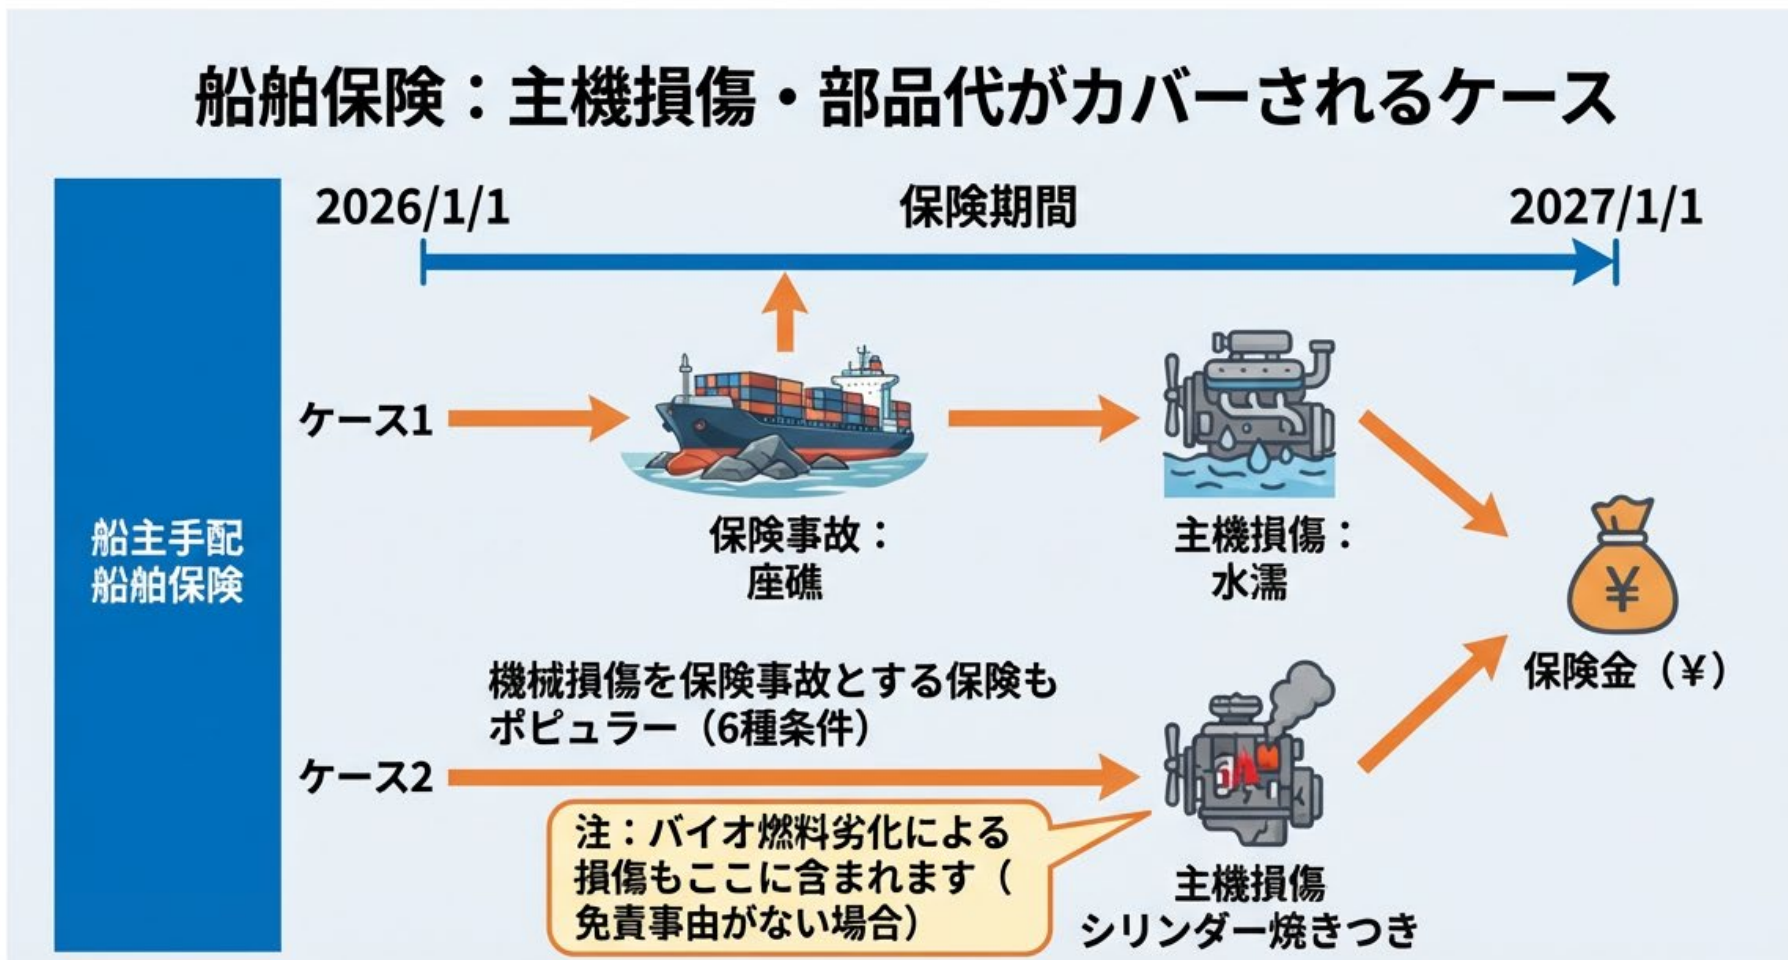 船舶保険：主機損傷・部品代がカバーされるケース
2026/1/1
保険期間
2027/1/1
船主手配
船舶保険
ケース1
保険事故：
座礁
主機損傷：
水濡
保険金（￥）
機械損傷を保険事故とする保険も
ポピュラー（6種条件）
ケース2
注：バイオ燃料劣化による
損傷もここに含まれます（
免責事由がない場合）
主機損傷
シリンダー焼きつき